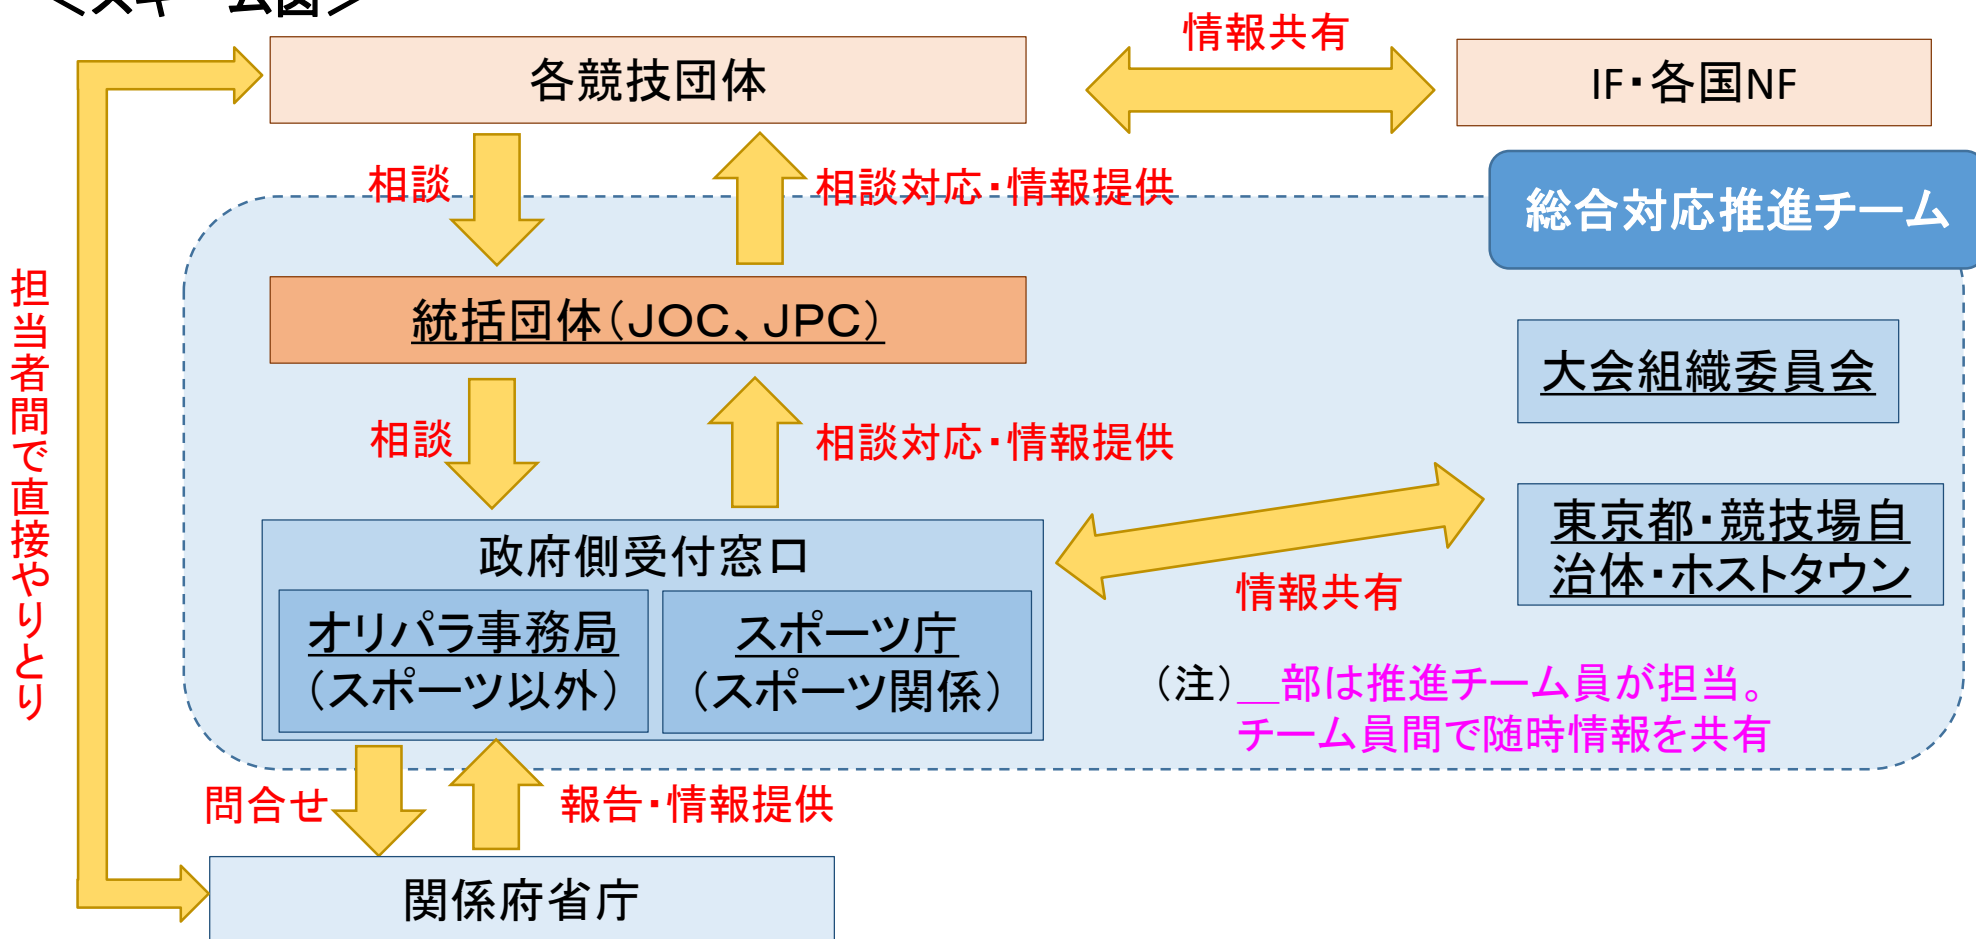 ＜スキーム図＞
情報共有
各競技団体
IF・各国NF
相談
相談対応・情報提供
総合対応推進チーム
担当者間で直接やりとり
統括団体（JOC、JPC）
大会組織委員会
相談
相談対応・情報提供
東京都・競技場自
治体・ホストタウン
政府側受付窓口
情報共有
オリパラ事務局
（スポーツ以外）
スポーツ庁
（スポーツ関係）
（注）＿部は推進チーム員が担当。
チーム員間で随時情報を共有
問合せ
報告・情報提供
関係府省庁